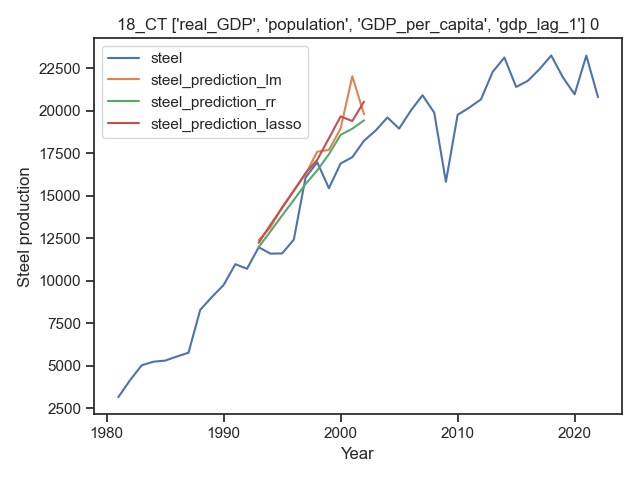 18_CT ['real_GDP', 'population', 'GDP_per_capita', 'gdp_lag_1'] 0
steel
steel_prediction_lm
steel_prediction_rr
steel_prediction_lasso
Steel production
22500
20000
17500
15000
12500
10000
7500
5000
2500
1980
1990
2000
2010
2020
Year